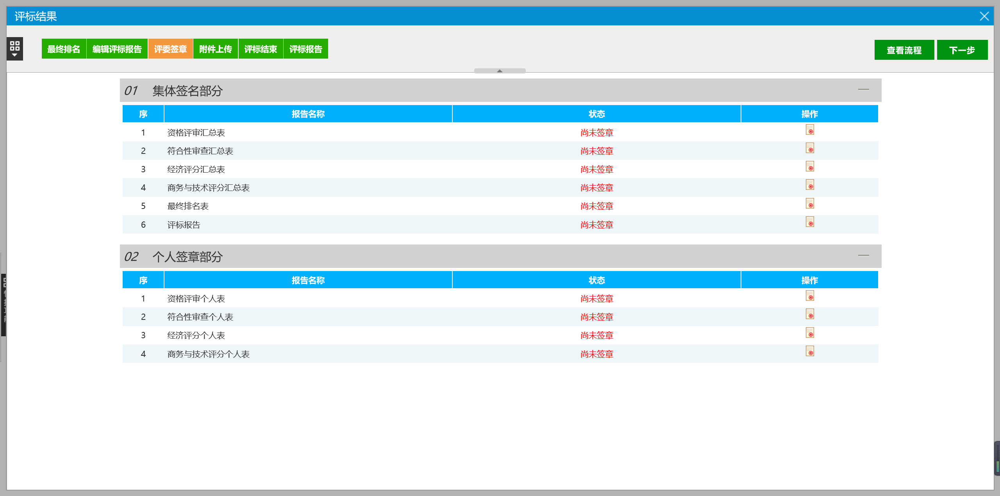 评标结果
最终排名 编辑评标报告 评委签章 附件上传 评标结束 评标报告 查看流程 下一步
01 集体签名部分
序 报告名称 状态 操作
1 资格评审汇总表 尚未签章
2 符合性审查汇总表 尚未签章
3 经济评分汇总表 尚未签章
4 商务与技术评分汇总表 尚未签章
5 最终排名表 尚未签章
6 评标报告 尚未签章
02 个人签章部分
序 报告名称 状态 操作
1 资格评审个人表 尚未签章
2 符合性审查个人表 尚未签章
3 经济评分个人表 尚未签章
4 商务与技术评分个人表 尚未签章